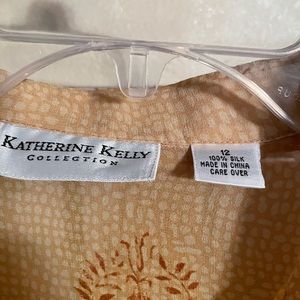 KATHERINE KELLY
COLLECTION
12
100% SILK
MADE IN CHINA
CARE OVER